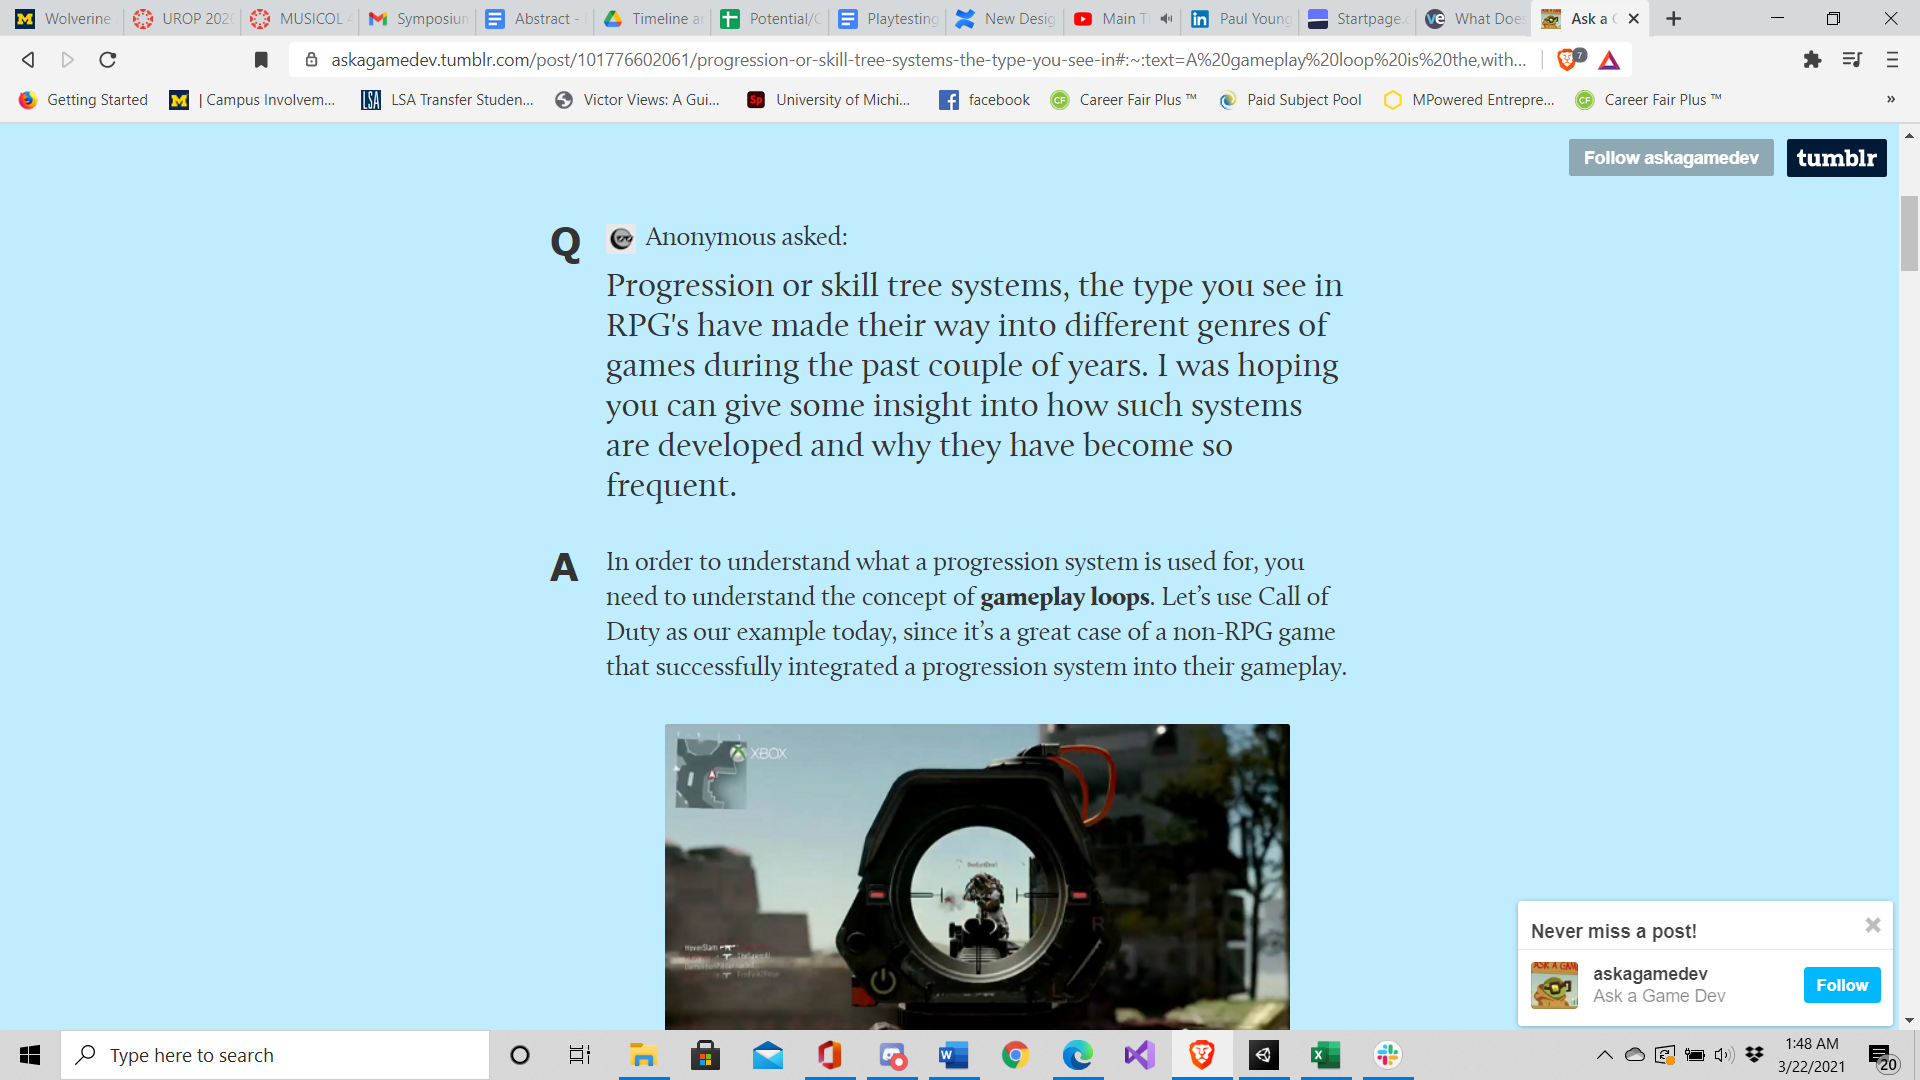 Wolverine
UROP 202
MUSICOL 4
Symposium
Abstract -
Timeline a
Potential/C
Playtesting
New Desig
Main T
Paul Young
Startpage.c
What Doe
Ask a G
askagamedev.tumblr.com/post/101776602061/progression-or-skill-tree-systems-the-type-you-see-in#:~:text=A%20gameplay%20loop%20is%20the,with...
7
Getting Started
| Campus Involvem...
LSA Transfer Studen...
Victor Views: A Gui...
University of Michi...
facebook
Career Fair Plus ™
Paid Subject Pool
MPowered Entrepre...
Career Fair Plus ™
»
Follow askagamedev
tumblr
Q
Anonymous asked:
Progression or skill tree systems, the type you see in
RPG's have made their way into different genres of
games during the past couple of years. I was hoping
you can give some insight into how such systems
are developed and why they have become so
frequent.
A
In order to understand what a progression system is used for, you
need to understand the concept of gameplay loops. Let’s use Call of
Duty as our example today, since it’s a great case of a non-RPG game
that successfully integrated a progression system into their gameplay.
XBOX
Never miss a post!
askagamedev
Ask a Game Dev
Follow
Type here to search
1:48 AM
3/22/2021
20